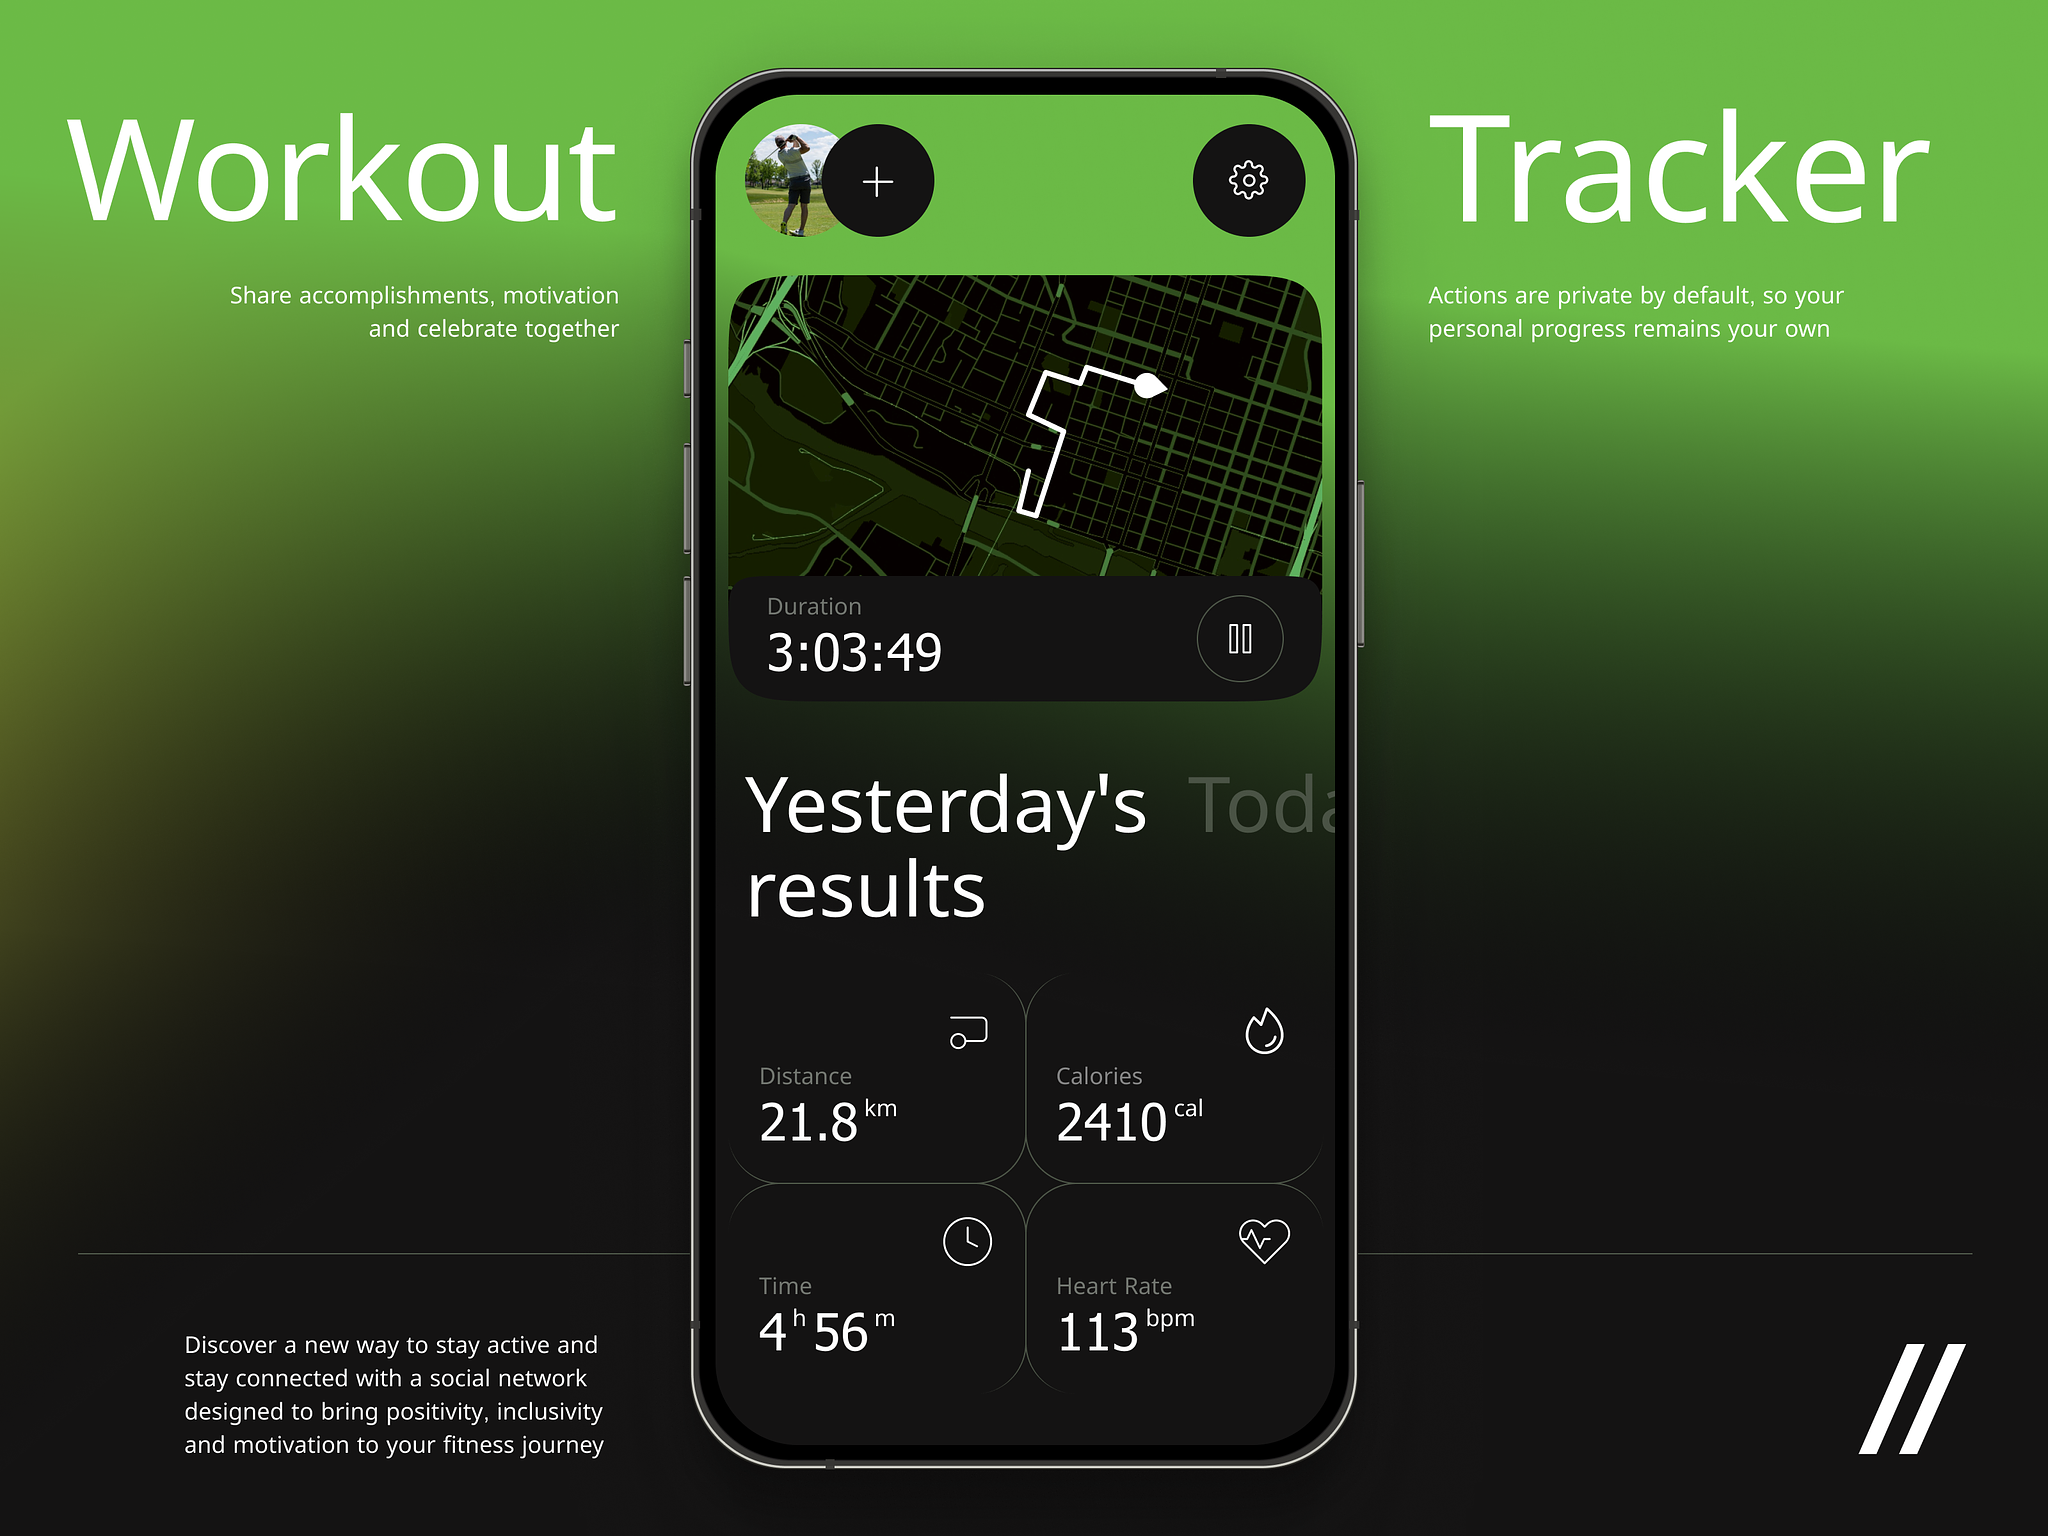 Workout
Tracker
Share accomplishments, motivation
and celebrate together
Actions are private by default, so your
personal progress remains your own
Duration
3:03:49
Yesterday's
results
Toda
Distance
21.8 km
Calories
2410 cal
Time
4 h 56 m
Heart Rate
113 bpm
Discover a new way to stay active and
stay connected with a social network
designed to bring positivity, inclusivity
and motivation to your fitness journey